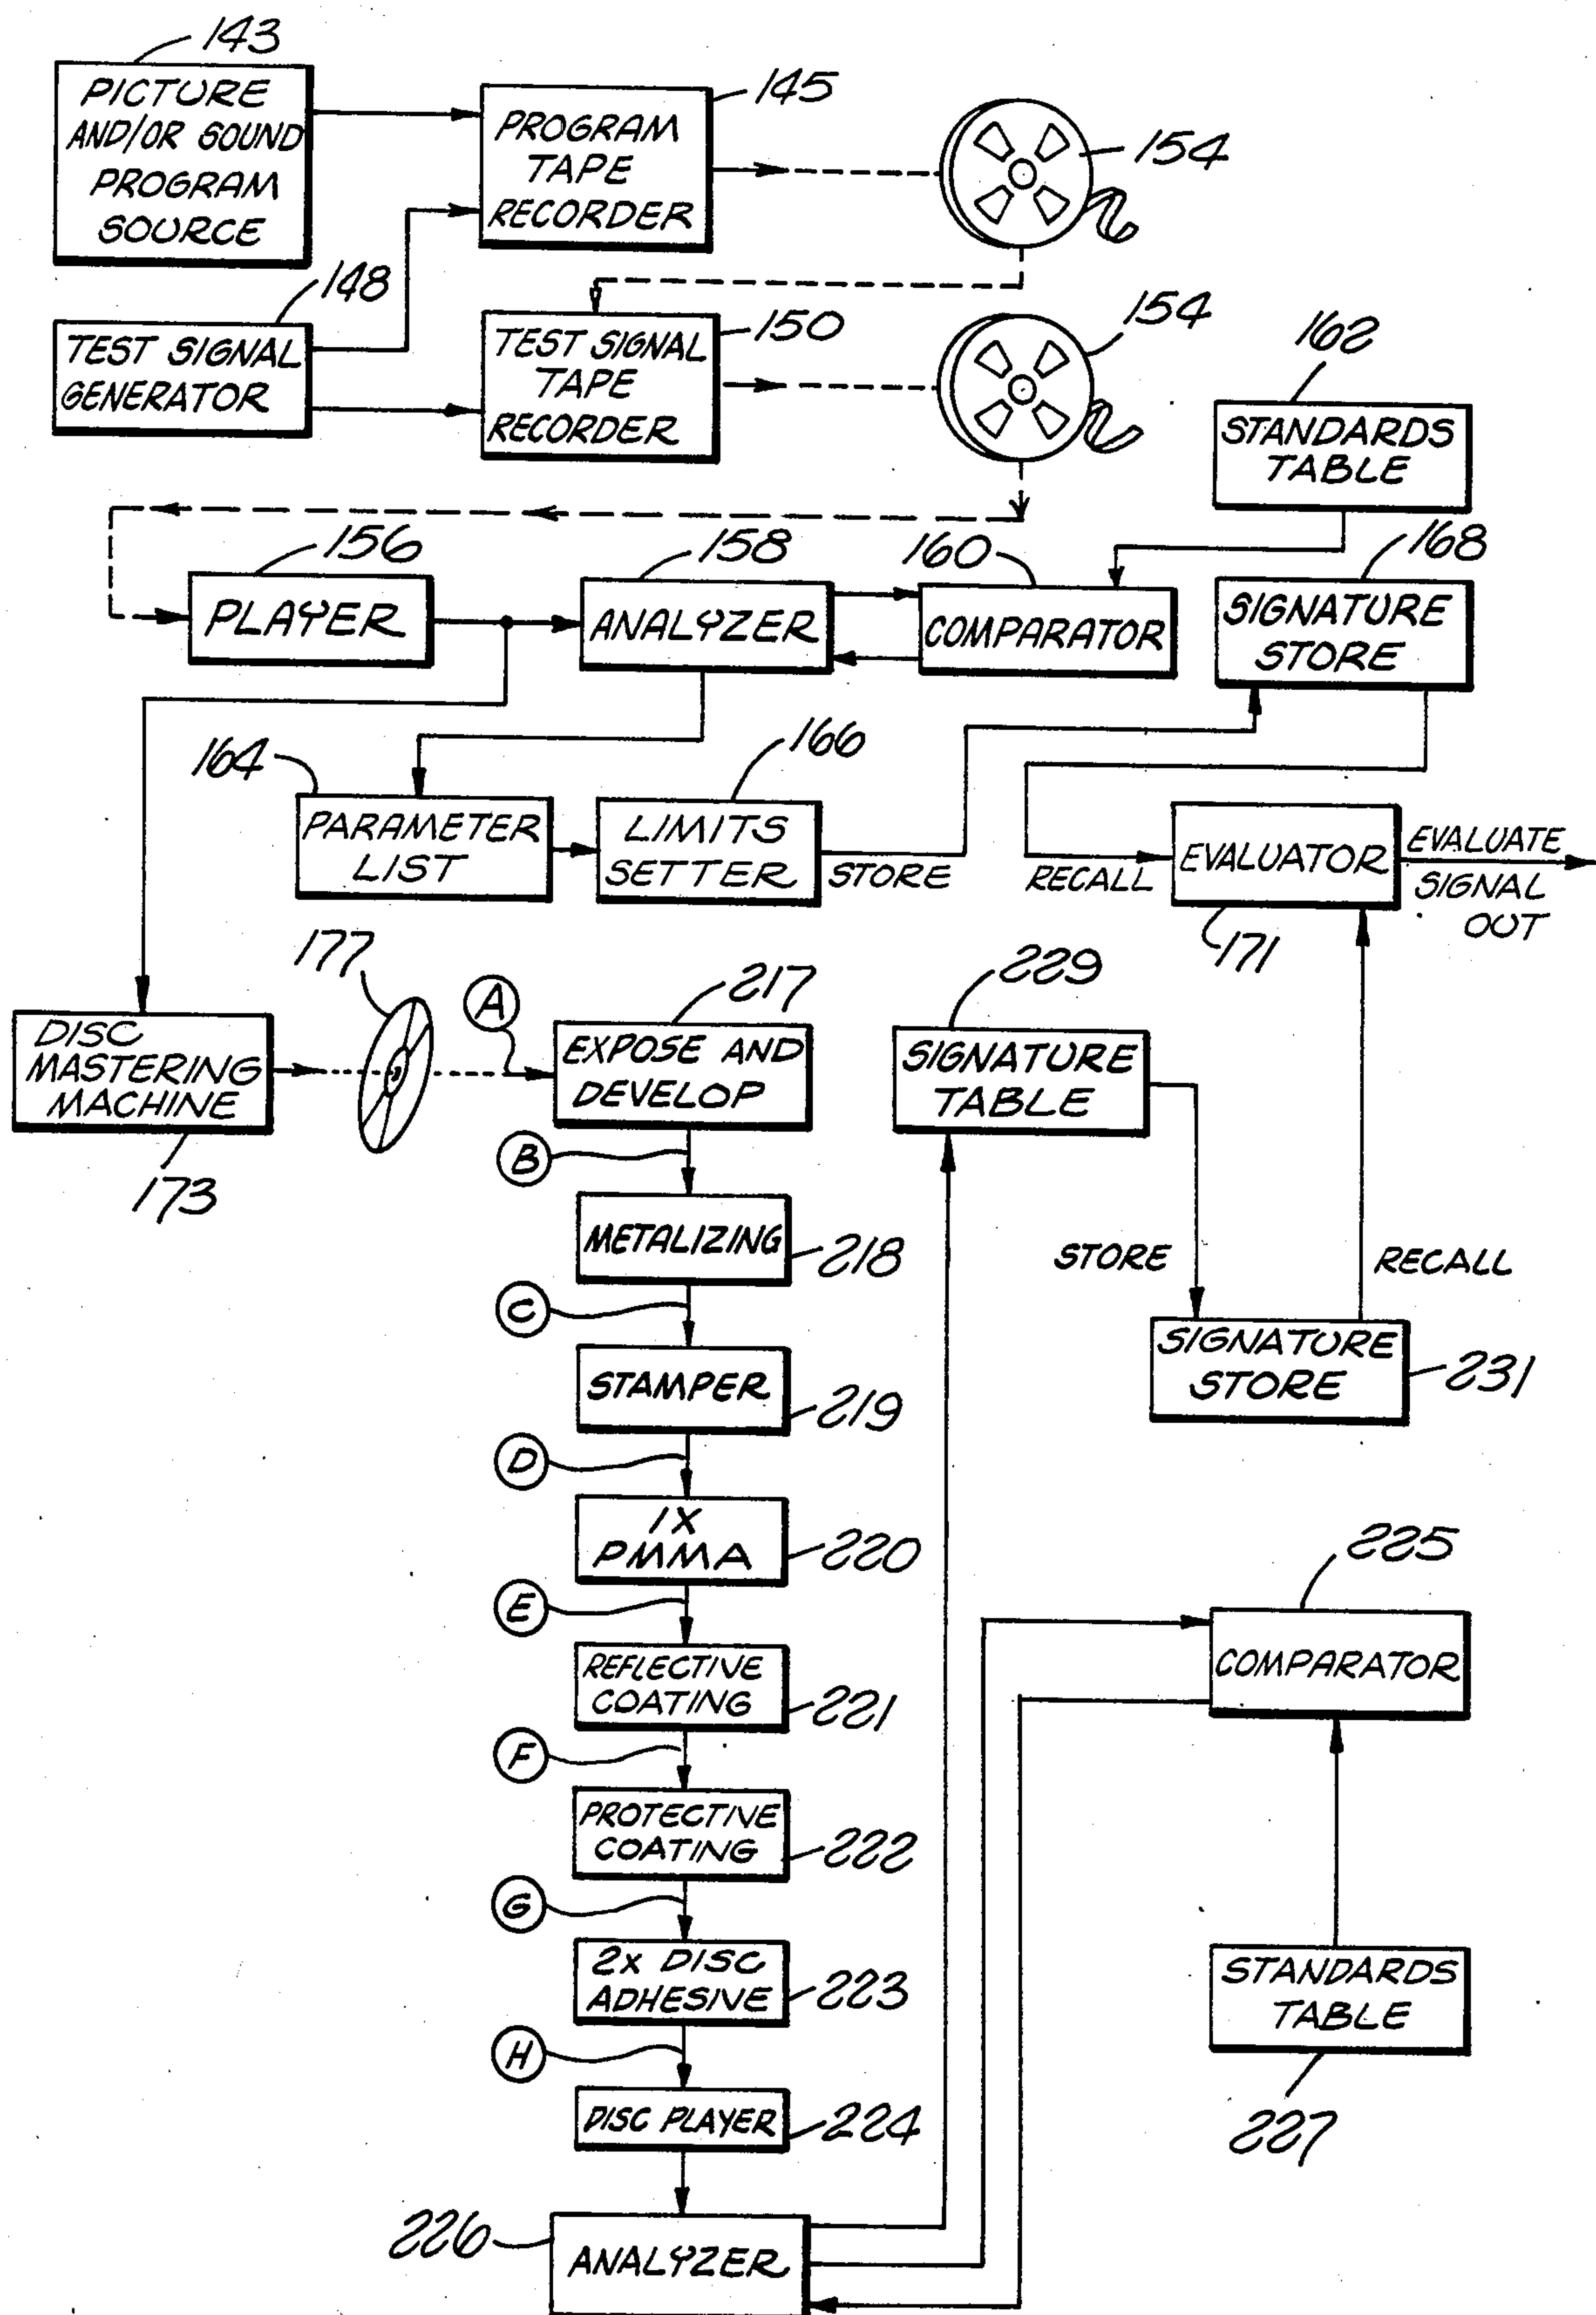 143
PICTURE
AND/OR SOUND
PROGRAM
SOURCE
145
PROGRAM
TAPE
RECORDER
154
148
TEST SIGNAL
GENERATOR
150
TEST SIGNAL
TAPE
RECORDER
154
162
STANDARDS
TABLE
156
PLAYER
158
ANALYZER
160
COMPARATOR
168
SIGNATURE
STORE
164
PARAMETER
LIST
166
LIMITS
SETTER
STORE
RECALL
EVALUATOR
171
EVALUATE
SIGNAL
OUT
DISC
MASTERING
MACHINE
173
177
A
217
EXPOSE AND
DEVELOP
229
SIGNATURE
TABLE
B
METALIZING
218
STORE
RECALL
C
STAMPER
219
SIGNATURE
STORE
231
D
1X
PMMA
220
E
REFLECTIVE
COATING
221
225
COMPARATOR
F
PROTECTIVE
COATING
222
G
2X DISC
ADHESIVE
223
STANDARDS
TABLE
227
H
DISC PLAYER
224
226
ANALYZER